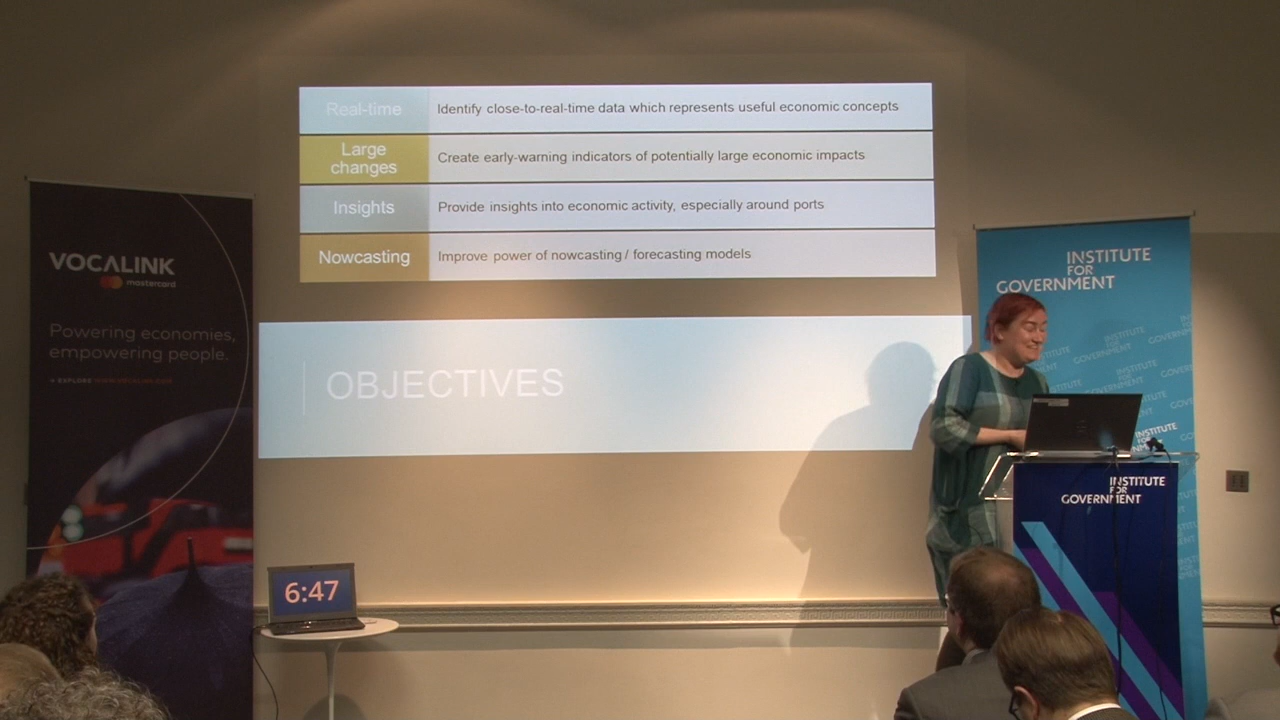 Real-time
Identify close-to-real-time data which represents useful economic concepts
Large
changes
Create early-warning indicators of potentially large economic impacts
Insights
Provide insights into economic activity, especially around ports
Nowcasting
Improve power of nowcasting / forecasting models
OBJECTIVES
VOCALINK
mastercard
Powering economies,
empowering people.
EXPLORE
6:47
INSTITUTE
FOR
GOVERNMENT
INSTITUTE
FOR
GOVERNMENT